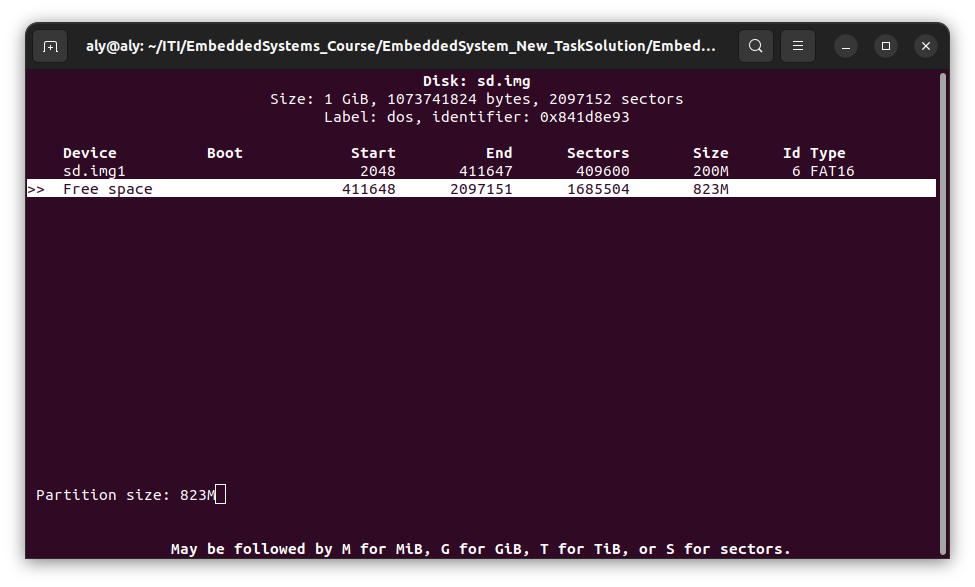 aly@aly: ~/ITI/EmbeddedSystems_Course/EmbeddedSystem_New_TaskSolution/Embed...
Disk: sd.img
Size: 1 GiB, 1073741824 bytes, 2097152 sectors
Label: dos, identifier: 0x841d8e93
Device Boot Start End Sectors Size Id Type
sd.img1 2048 411647 409600 200M 6 FAT16
>> Free space 411648 2097151 1685504 823M
Partition size: 823M
May be followed by M for MiB, G for GiB, T for TiB, or S for sectors.